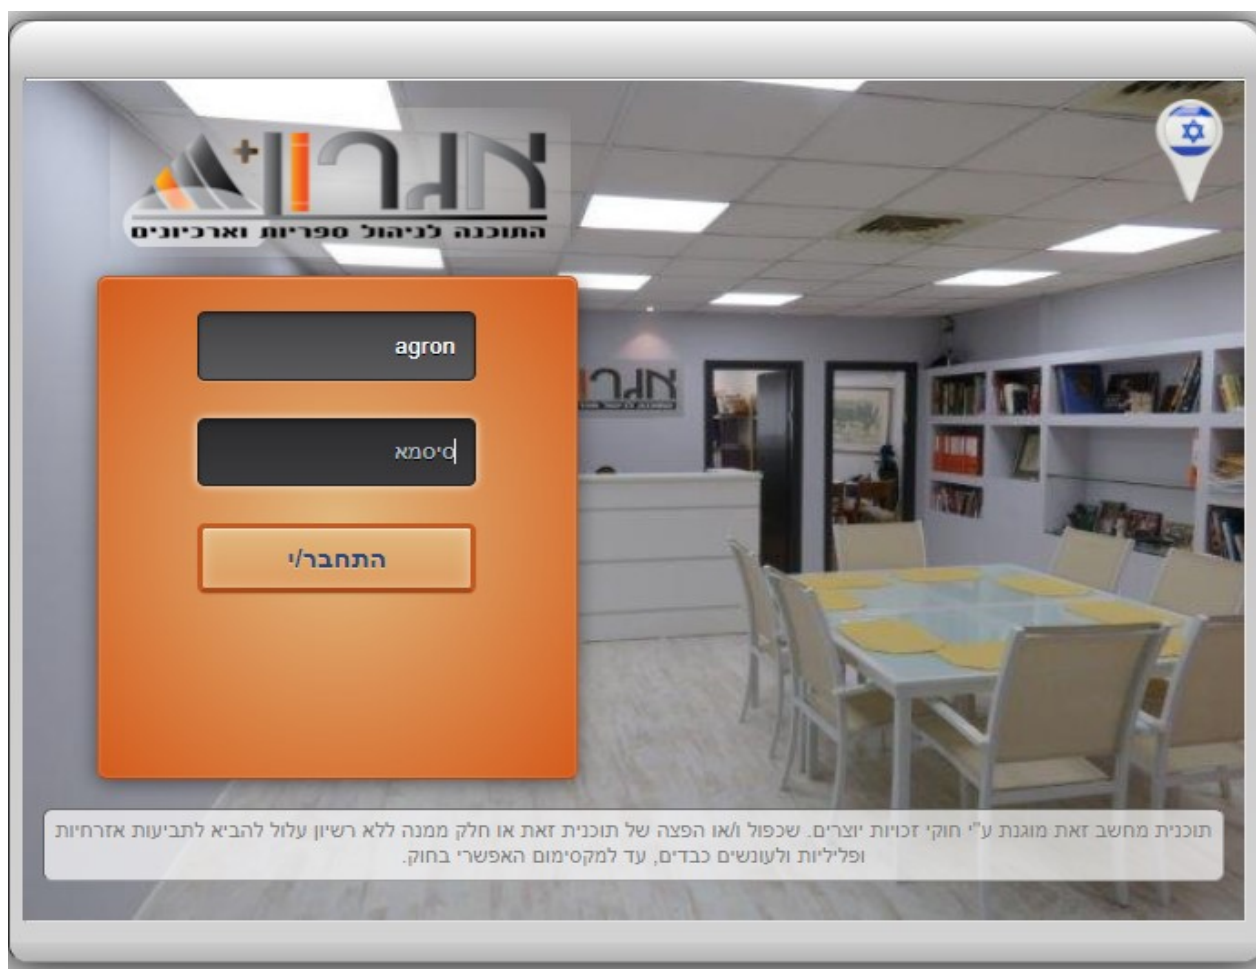 אגרון+
התוכנה לניהול ספריות וארכיונים
agron
סיסמא
התחבר/י
אגרו
תוכנית מחשב זאת מוגנת ע"י חוקי זכויות יוצרים. שכפול ו/או הפצה של תוכנית זאת או חלק ממנה ללא רשיון עלול להביא לתביעות אזרחיות
ופליליות ולעונשים כבדים, עד למקסימום האפשרי בחוק.